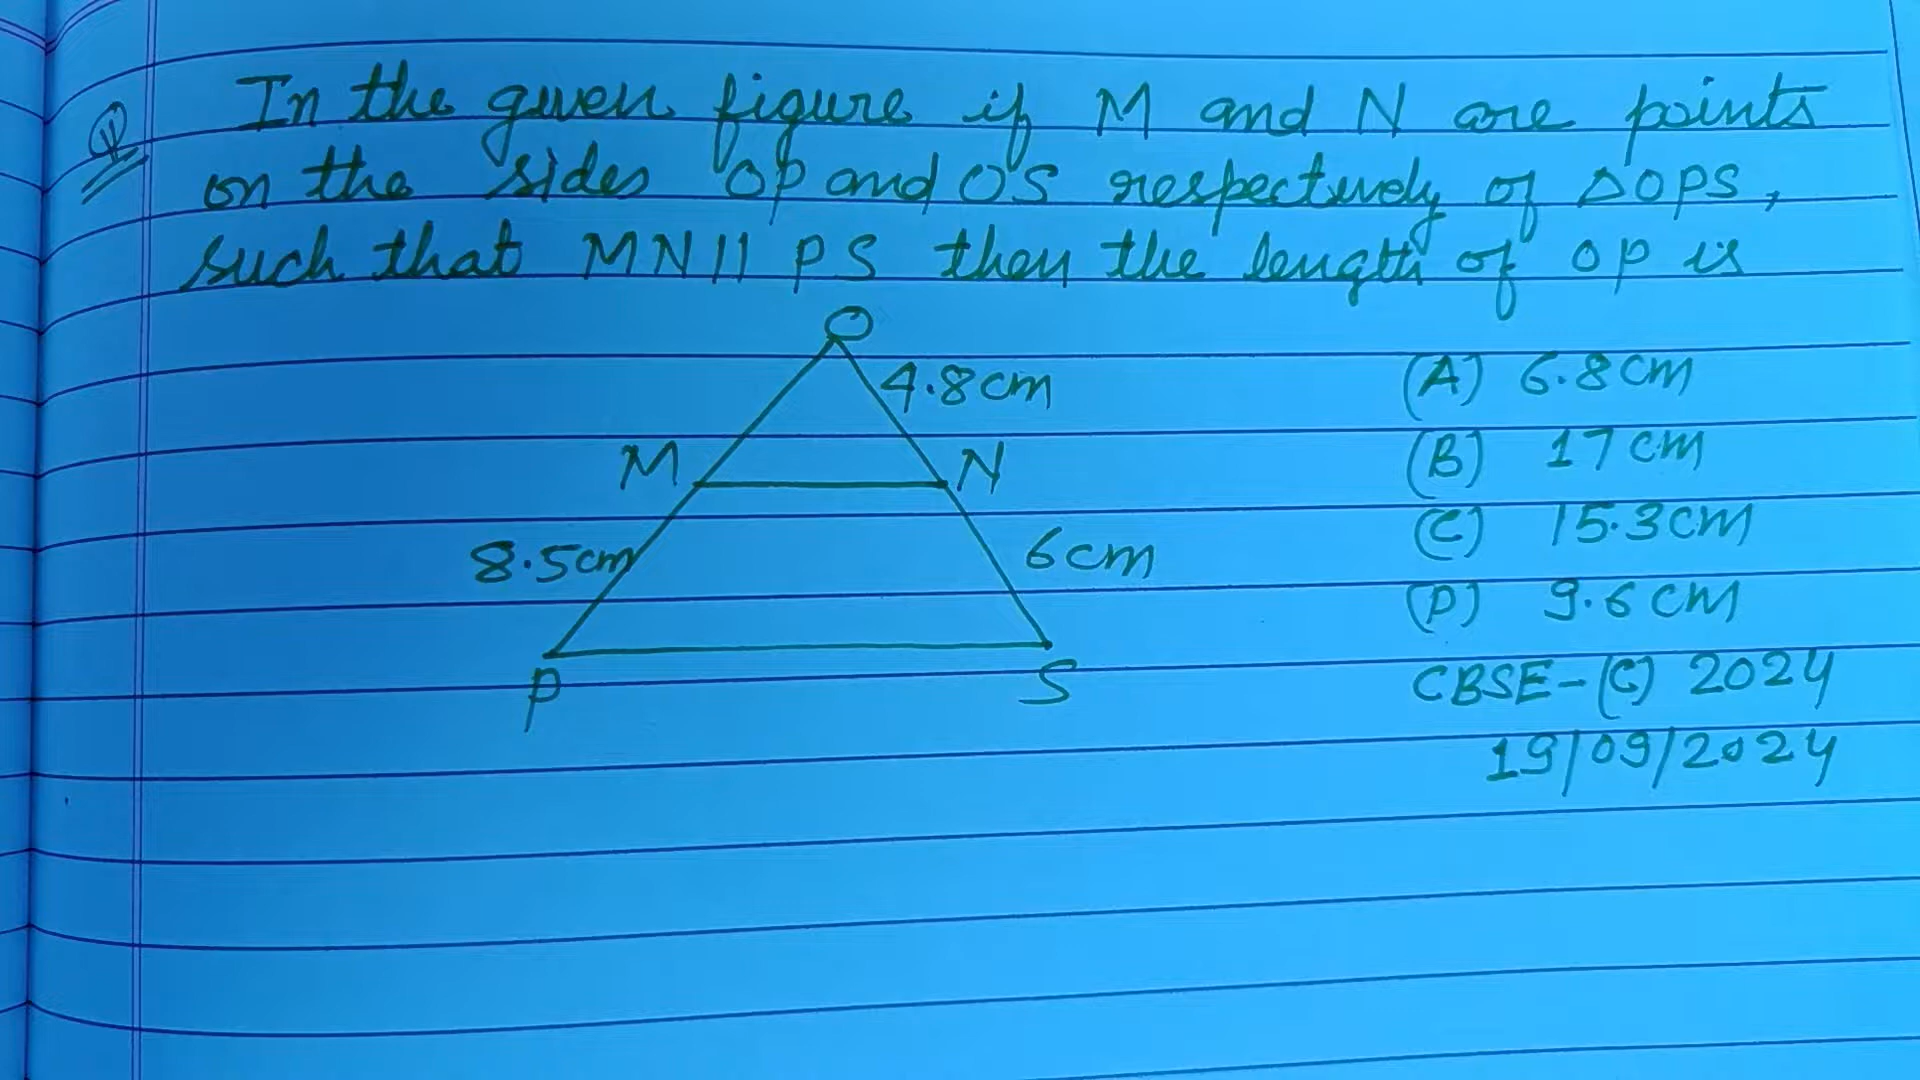 Q In the given figure if M and N are points
on the sides OP and OS respectively of △OPS,
such that MN || PS then the length of OP is
O
4.8cm
M N
8.5cm 6cm
P S
(A) 6.8cm
(B) 17cm
(C) 15.3cm
(D) 9.6cm
CBSE-(C) 2024
19/09/2024